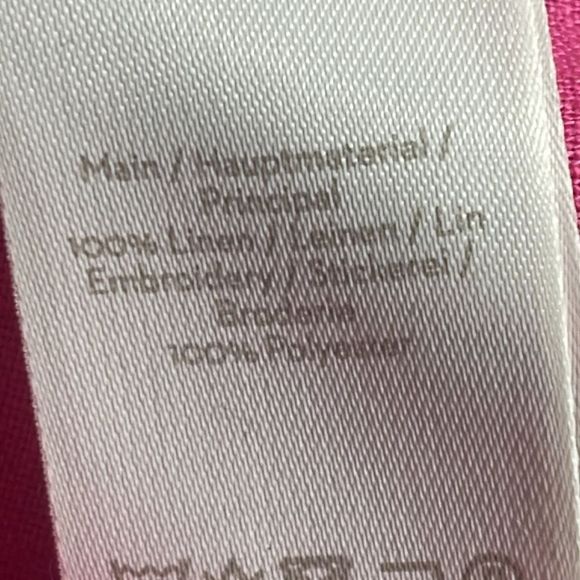 Main / Hauptmaterial /
Principal
100% Linen / Leinen / Lin
Embroidery / Stickerei /
Broderie
100% Polyester